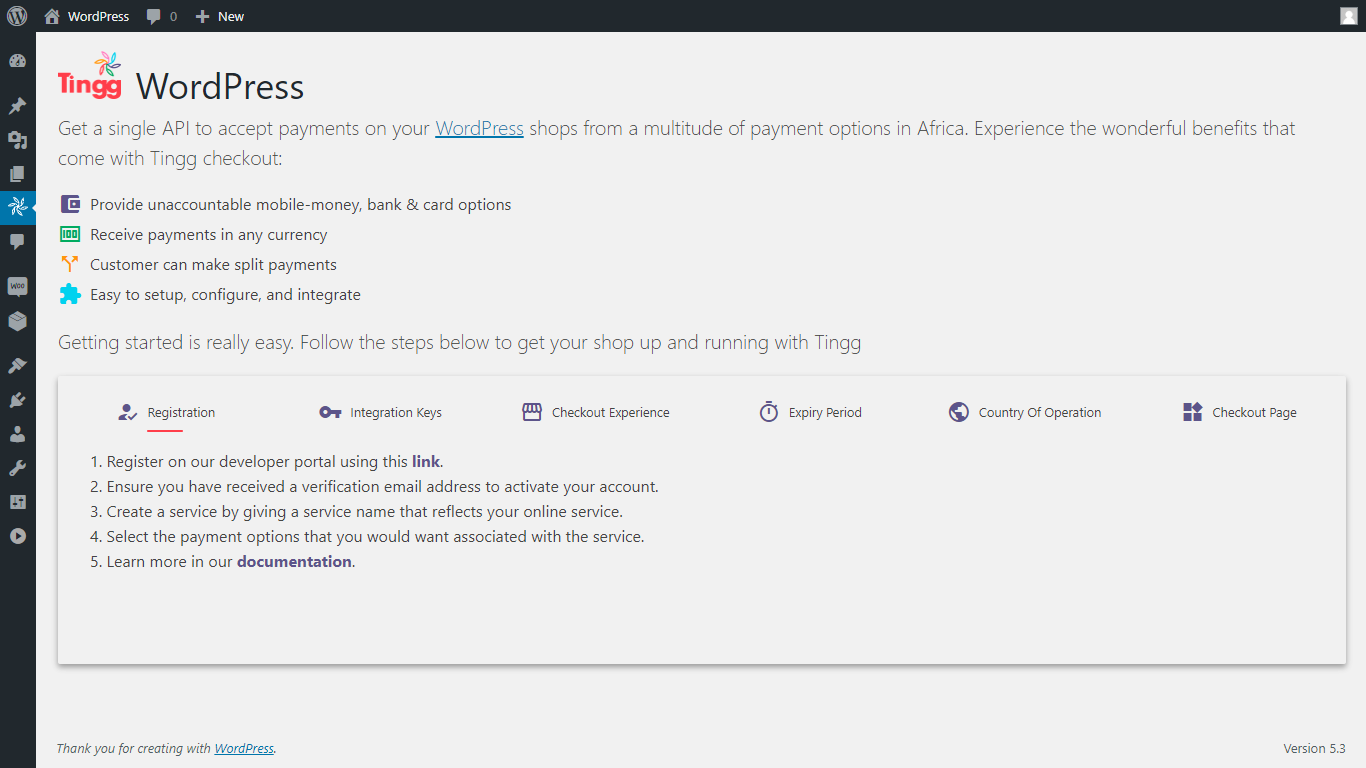 WordPress 0 New
Tingg WordPress
Get a single API to accept payments on your WordPress shops from a multitude of payment options in Africa. Experience the wonderful benefits that
come with Tingg checkout:
Provide unaccountable mobile-money, bank & card options
100 Receive payments in any currency
Customer can make split payments
Woo
Easy to setup, configure, and integrate
Getting started is really easy. Follow the steps below to get your shop up and running with Tingg
Registration Integration Keys Checkout Experience Expiry Period Country Of Operation Checkout Page
1. Register on our developer portal using this link.
2. Ensure you have received a verification email address to activate your account.
3. Create a service by giving a service name that reflects your online service.
4. Select the payment options that you would want associated with the service.
5. Learn more in our documentation.
Thank you for creating with WordPress. Version 5.3